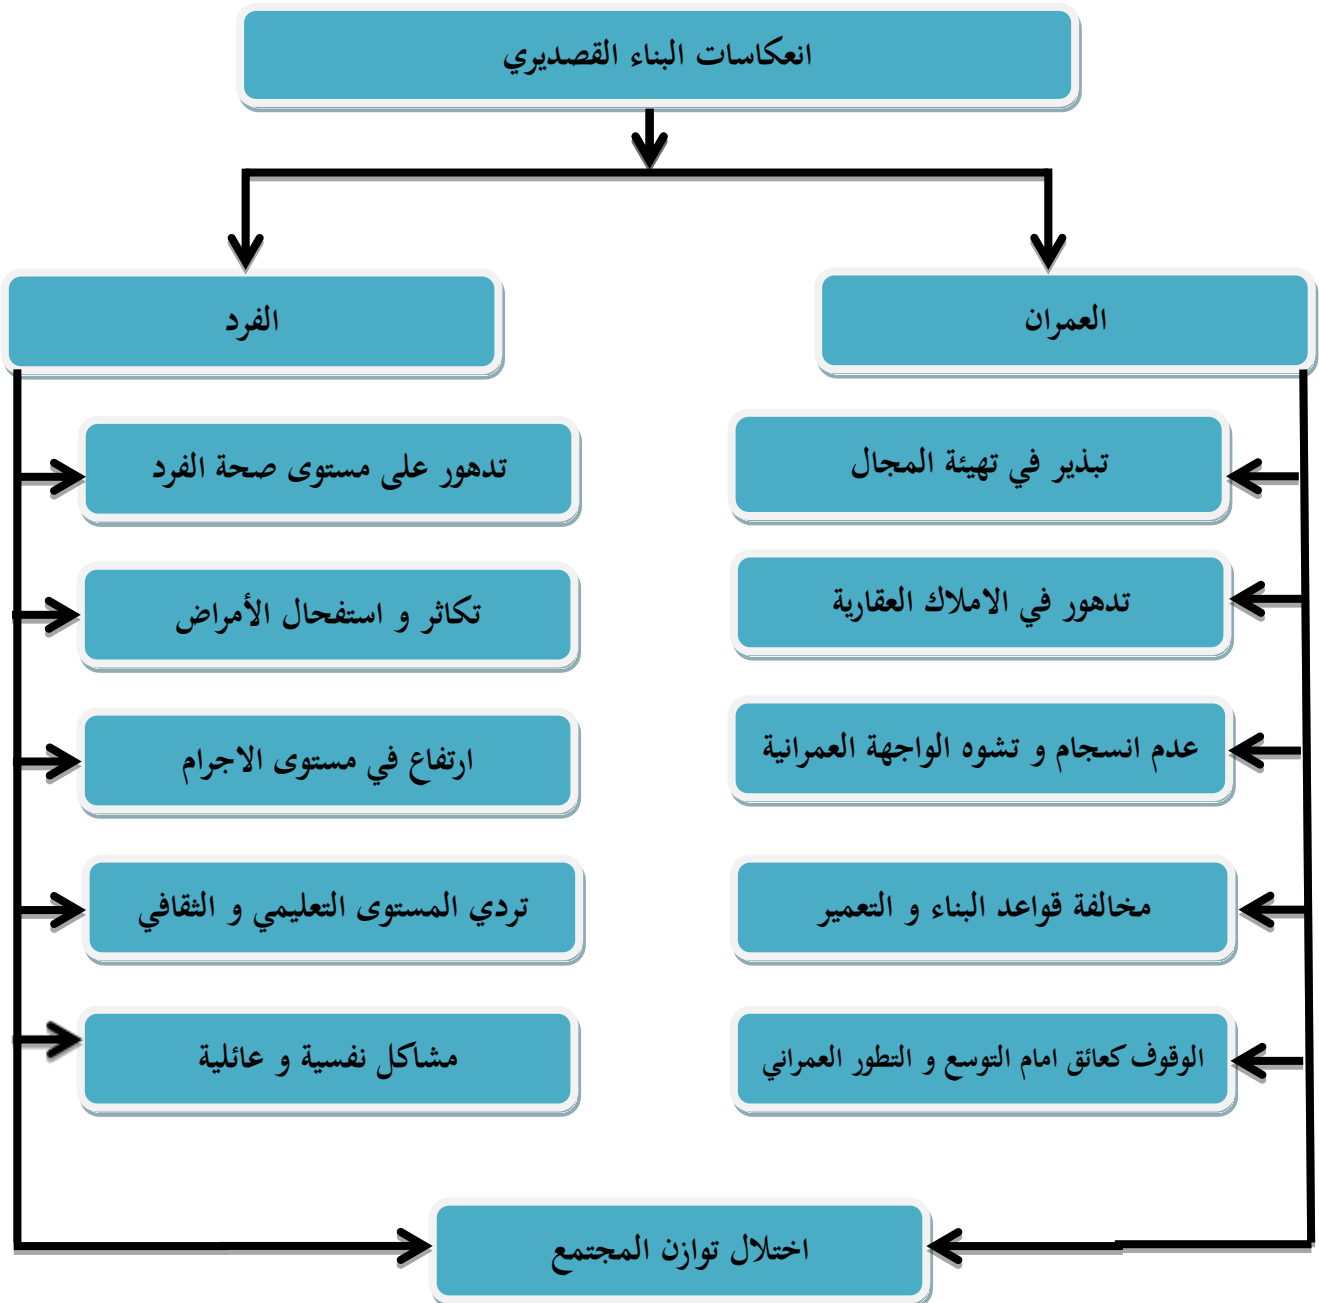 انعكاسات البناء القصديري
العمران
الفرد
تبذير في تهيئة المجال
تدهور على مستوى صحة الفرد
تدهور في الاملاك العقارية
تكاثر و استفحال الأمراض
عدم انسجام و تشوه الواجهة العمرانية
ارتفاع في مستوى الاجرام
مخالفة قواعد البناء و التعمير
تردي المستوى التعليمي و الثقافي
الوقوف كعائق امام التوسع و التطور العمراني
مشاكل نفسية و عائلية
اختلال توازن المجتمع